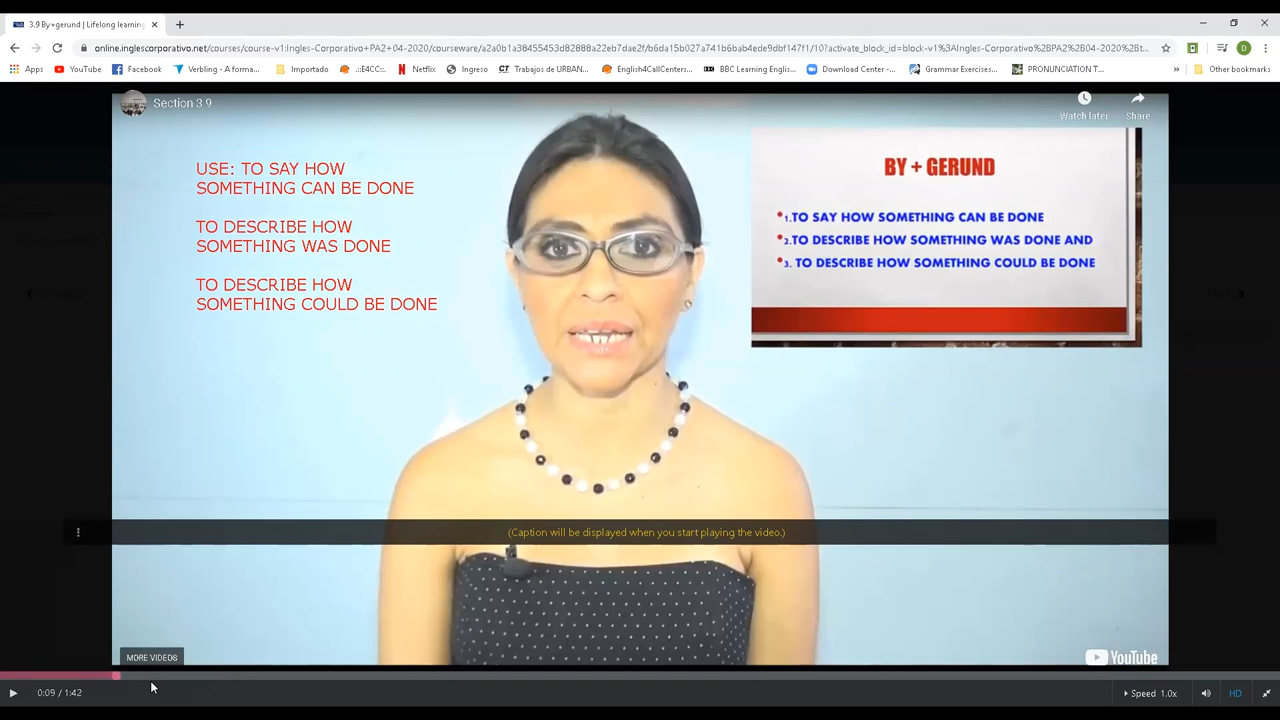 3.9 By+gerund | Lifelong learning
online.inglescorporativo.net/courses/course-v1:Ingles-Corporativo+PA2+04-2020/courseware/a2a0b1a38455453d82888a22eb7dae2f/b6da15b027a741b6bab4ede9dbf147f1/10?activate_block_id=block-v1%3AIngles-Corporativo%2BPA2%2B04-2020%2Bt...
D
Apps
YouTube
Facebook
Verbling - A forma...
Importado
.::E4CC::.
Netflix
Ingreso
CT Trabajos de URBAN...
English4CallCenters...
BBC Learning English...
Download Center -...
Grammar Exercises...
PRONUNCIATION T...
»
Other bookmarks
Section 3 9
Watch later
Share
USE: TO SAY HOW
SOMETHING CAN BE DONE
TO DESCRIBE HOW
SOMETHING WAS DONE
TO DESCRIBE HOW
SOMETHING COULD BE DONE
BY + GERUND
•1.TO SAY HOW SOMETHING CAN BE DONE
•2.TO DESCRIBE HOW SOMETHING WAS DONE AND
•3. TO DESCRIBE HOW SOMETHING COULD BE DONE
(Caption will be displayed when you start playing the video.)
MORE VIDEOS
YouTube
0:09 / 1:42
Speed 1.0x
HD